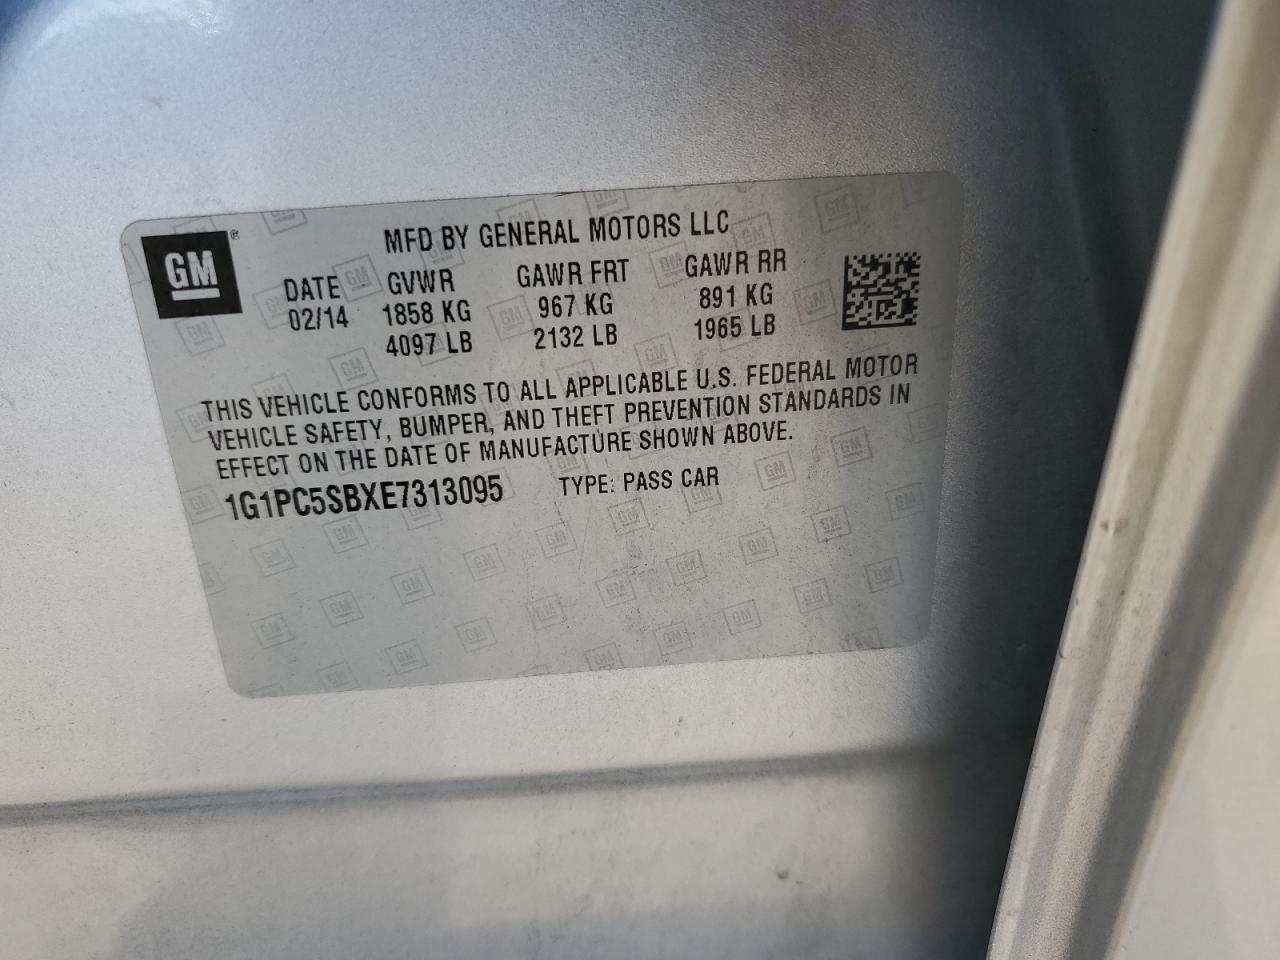 GM®
MFD BY GENERAL MOTORS LLC
DATE GVWR GAWR FRT GAWR RR
02/14 1858 KG 967 KG 891 KG
4097 LB 2132 LB 1965 LB
THIS VEHICLE CONFORMS TO ALL APPLICABLE U.S. FEDERAL MOTOR
VEHICLE SAFETY, BUMPER, AND THEFT PREVENTION STANDARDS IN
EFFECT ON THE DATE OF MANUFACTURE SHOWN ABOVE.
1G1PC5SBXE7313095 TYPE: PASS CAR